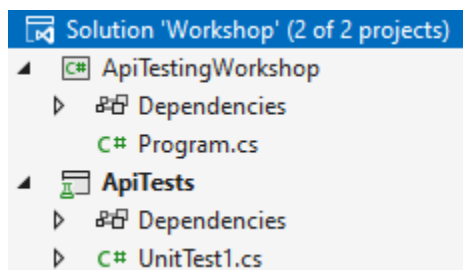 Solution 'Workshop' (2 of 2 projects)
C# ApiTestingWorkshop
Dependencies
C# Program.cs
ApiTests
Dependencies
C# UnitTest1.cs